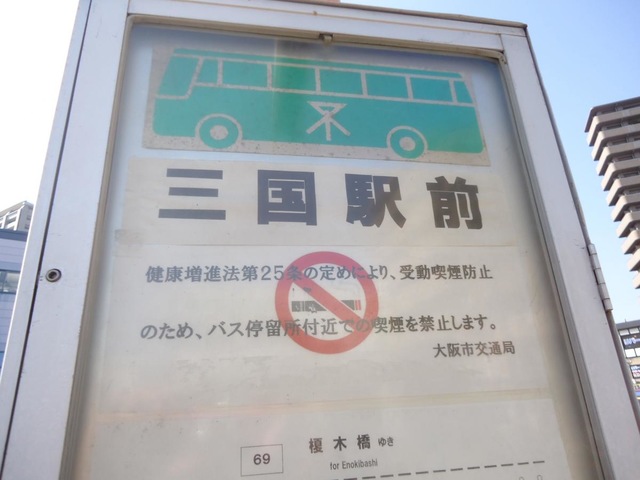 三国駅前
健康増進法第25条の定めにより、受動喫煙防止
のため、バス停留所付近での喫煙を禁止します。
大阪市交通局
69
榎木橋 ゆき
for Enokibashi